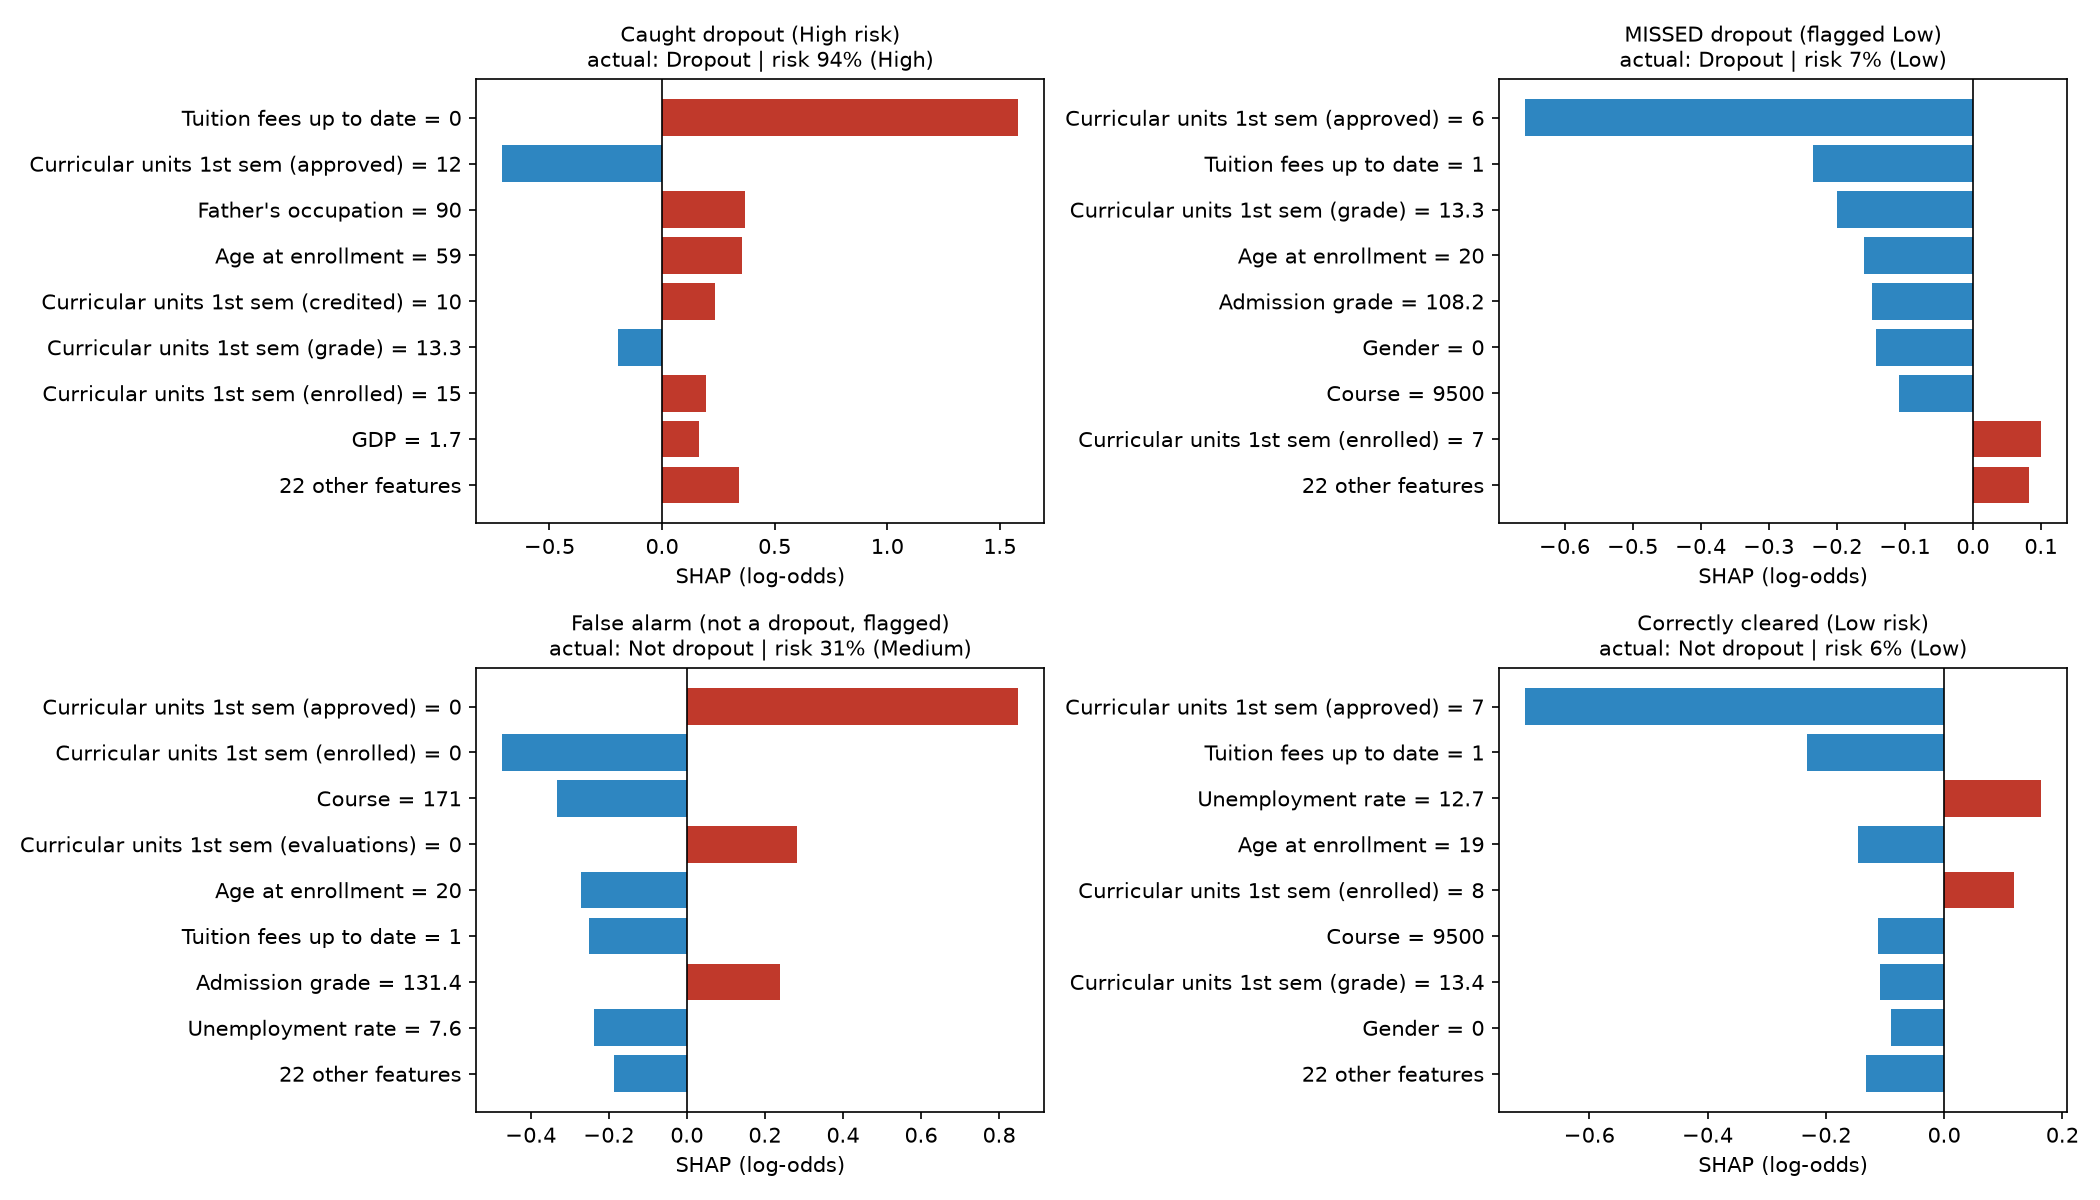 Caught dropout (High risk)
actual: Dropout | risk 94% (High)
Tuition fees up to date = 0
Curricular units 1st sem (approved) = 12
Father's occupation = 90
Age at enrollment = 59
Curricular units 1st sem (credited) = 10
Curricular units 1st sem (grade) = 13.3
Curricular units 1st sem (enrolled) = 15
GDP = 1.7
22 other features
−0.5 0.0 0.5 1.0 1.5
SHAP (log-odds)
MISSED dropout (flagged Low)
actual: Dropout | risk 7% (Low)
Curricular units 1st sem (approved) = 6
Tuition fees up to date = 1
Curricular units 1st sem (grade) = 13.3
Age at enrollment = 20
Admission grade = 108.2
Gender = 0
Course = 9500
Curricular units 1st sem (enrolled) = 7
22 other features
−0.6 −0.5 −0.4 −0.3 −0.2 −0.1 0.0 0.1
SHAP (log-odds)
False alarm (not a dropout, flagged)
actual: Not dropout | risk 31% (Medium)
Curricular units 1st sem (approved) = 0
Curricular units 1st sem (enrolled) = 0
Course = 171
Curricular units 1st sem (evaluations) = 0
Age at enrollment = 20
Tuition fees up to date = 1
Admission grade = 131.4
Unemployment rate = 7.6
22 other features
−0.4 −0.2 0.0 0.2 0.4 0.6 0.8
SHAP (log-odds)
Correctly cleared (Low risk)
actual: Not dropout | risk 6% (Low)
Curricular units 1st sem (approved) = 7
Tuition fees up to date = 1
Unemployment rate = 12.7
Age at enrollment = 19
Curricular units 1st sem (enrolled) = 8
Course = 9500
Curricular units 1st sem (grade) = 13.4
Gender = 0
22 other features
−0.6 −0.4 −0.2 0.0 0.2
SHAP (log-odds)